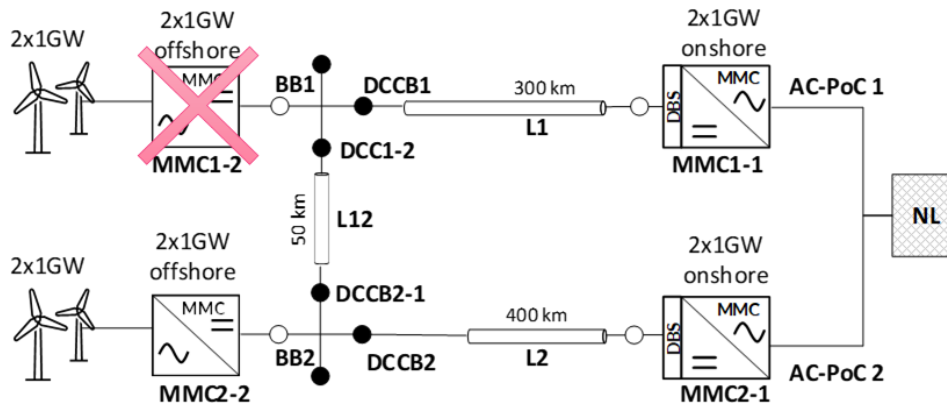 2x1GW
2x1GW
offshore
MMC
MMC1-2
BB1
DCCB1
DCC1-2
300 km
L1
2x1GW
onshore
DBS
MMC
MMC1-1
AC-PoC 1
50 km
L12
NL
2x1GW
2x1GW
offshore
MMC
MMC2-2
BB2
DCCB2-1
DCCB2
400 km
L2
2x1GW
onshore
DBS
MMC
MMC2-1
AC-PoC 2